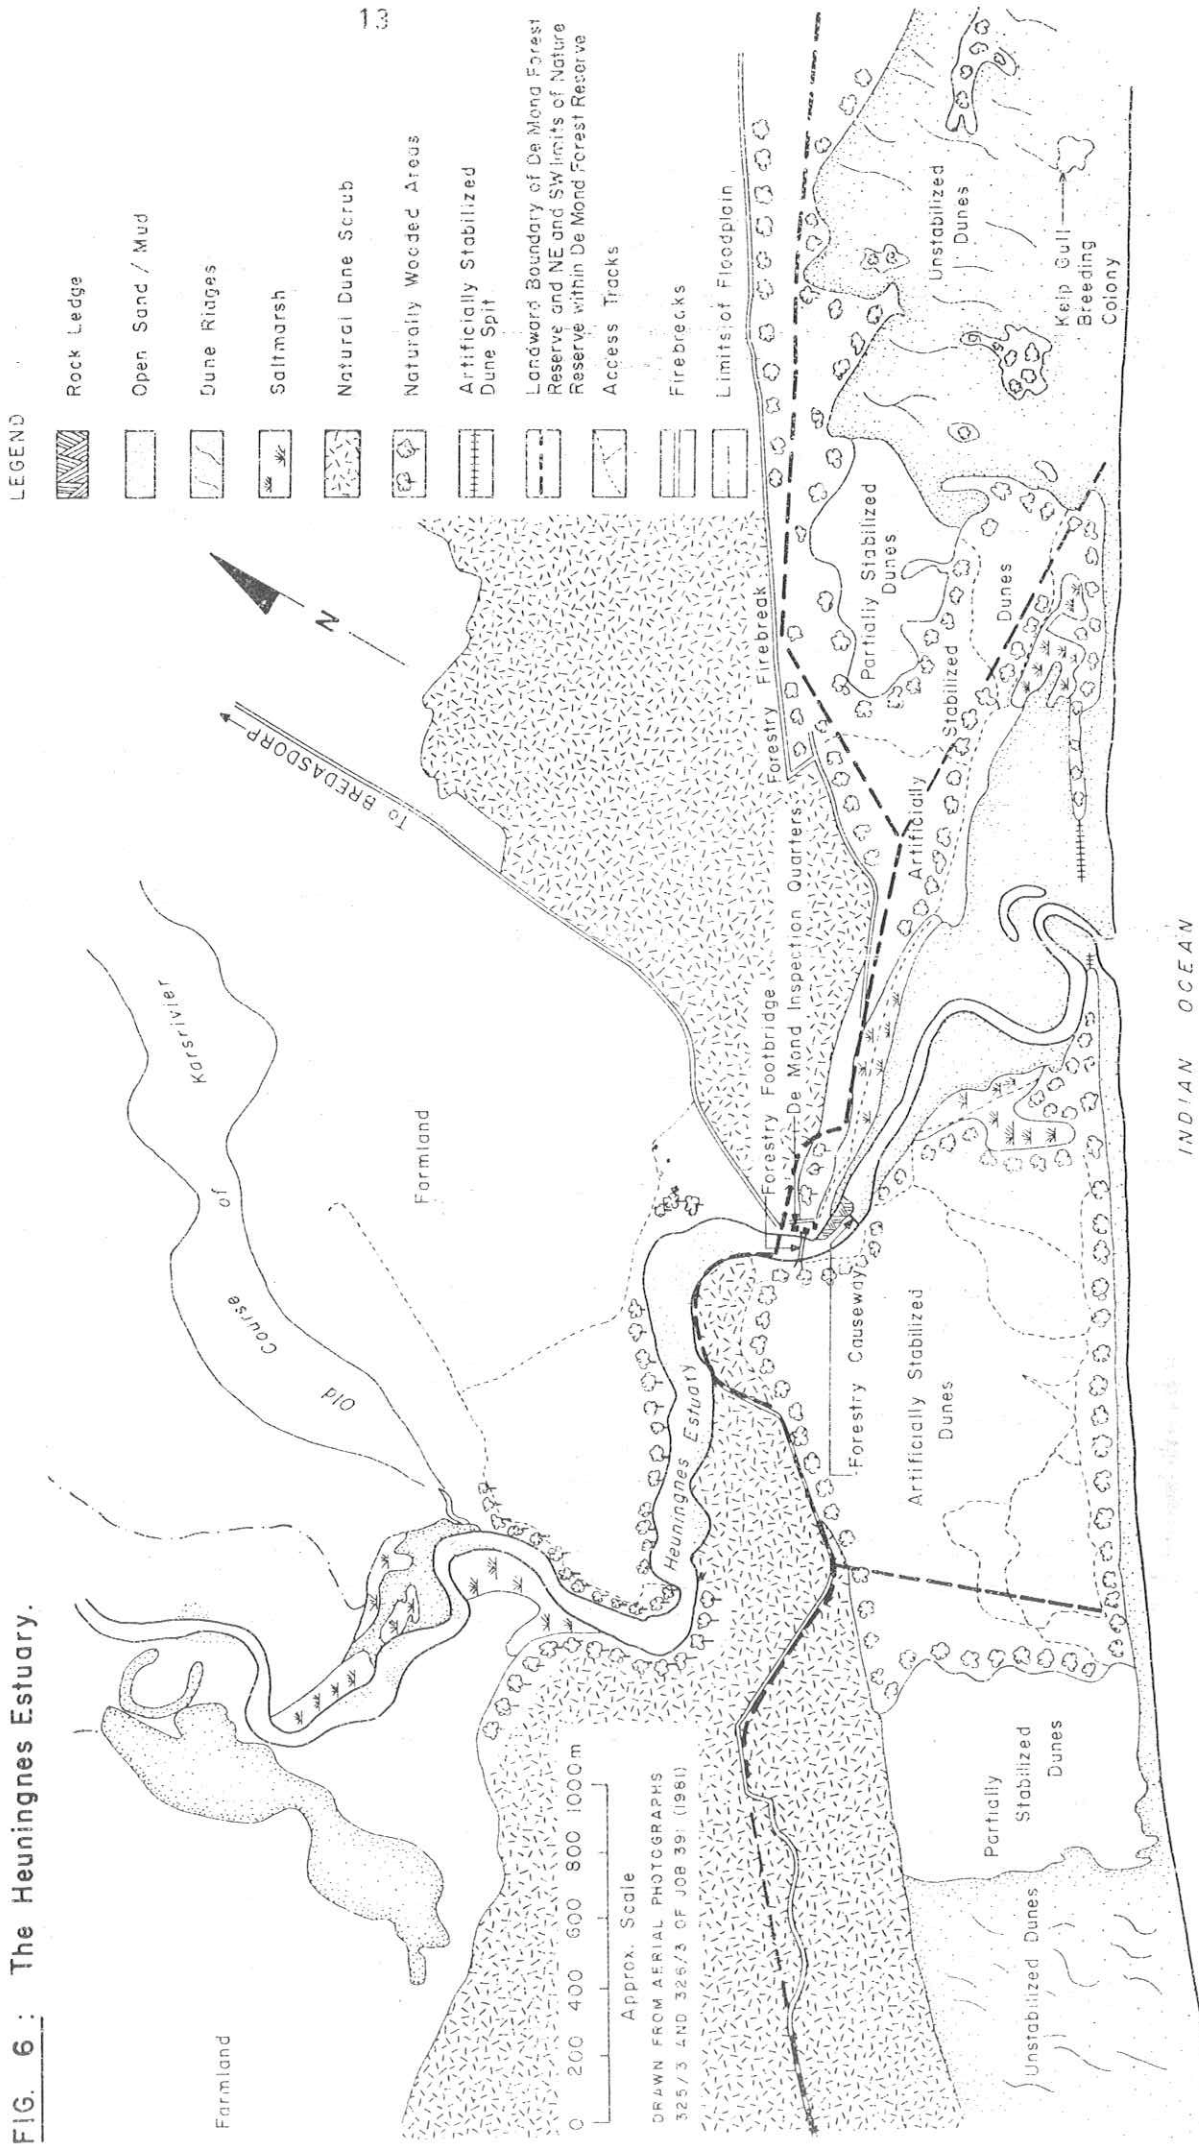 13
FIG. 6 : The Heuningnes Estuary.
LEGEND
Rock Ledge
Open Sand / Mud
Dune Ridges
Saltmarsh
Natural Dune Scrub
Naturally Wooded Areas
Artificially Stabilized
Dune Spit
Landward Boundary of De Mond Forest
Reserve and NE and SW limits of Nature
Reserve within De Mond Forest Reserve
Access Tracks
Firebrecks
Limits of Floodplain
N
To BREDASDORP
Old Course of Karsrivier
Farmland
Farmland
Heuningnes Estuary
Forestry Footbridge
De Mond Inspection Quarters
Forestry Firebreak
Forestry Causeway
Artificially Stabilized
Dunes
Artificially Stabilized Dunes
Partially Stabilized
Dunes
Unstabilized
Dunes
Kelp Gull
Breeding
Colony
Partially
Stabilized
Dunes
Unstabilized Dunes
INDIAN OCEAN
0 200 400 600 800 1000m
Approx. Scale
DRAWN FROM AERIAL PHOTOGRAPHS
325/3 AND 326/3 OF JOB 391 (1981)